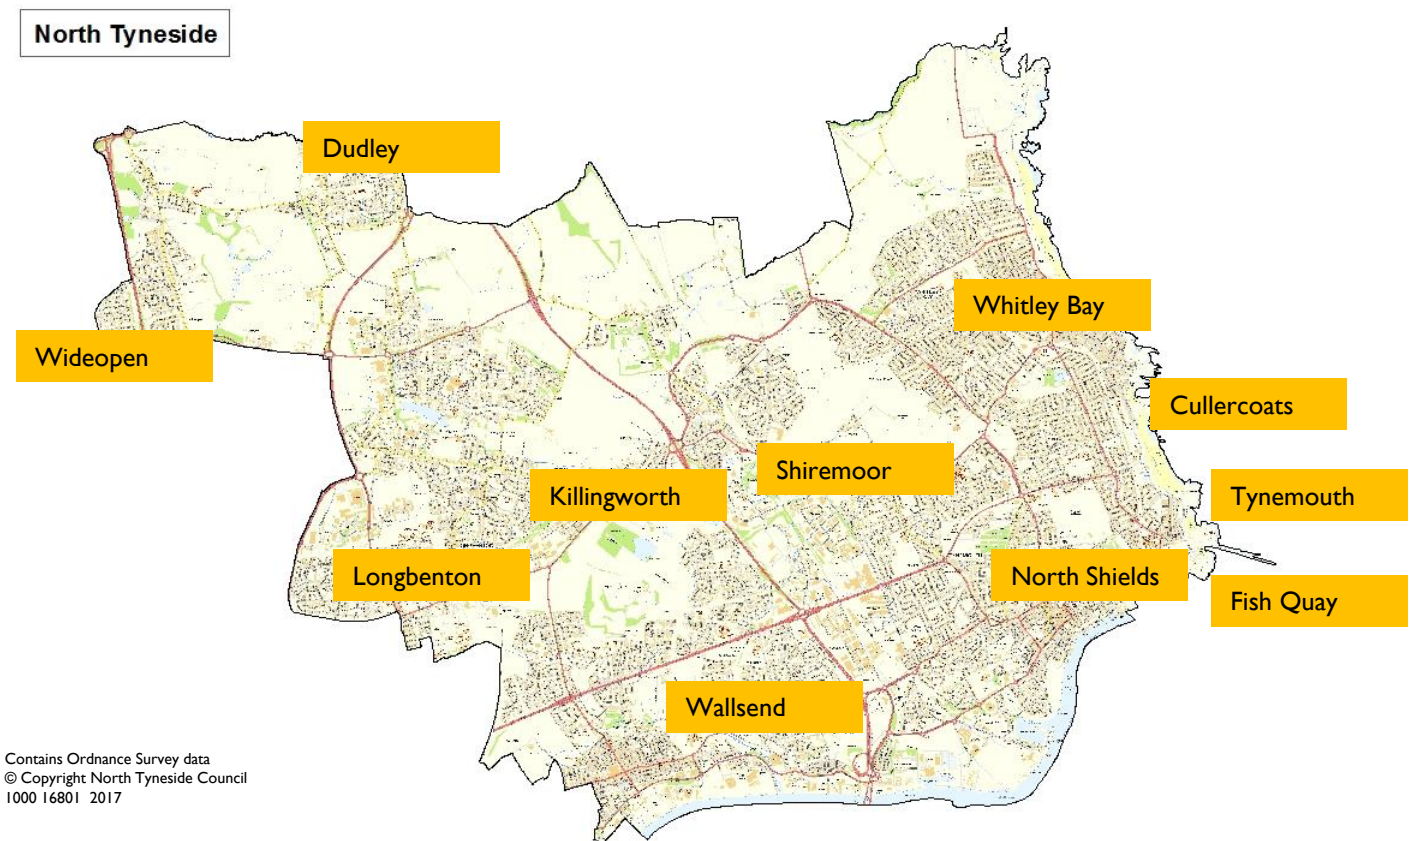 North Tyneside
Dudley
Whitley Bay
Wideopen
Cullercoats
Shiremoor
Killingworth
Tynemouth
Longbenton
North Shields
Fish Quay
Wallsend
Contains Ordnance Survey data
© Copyright North Tyneside Council
1000 16801 2017